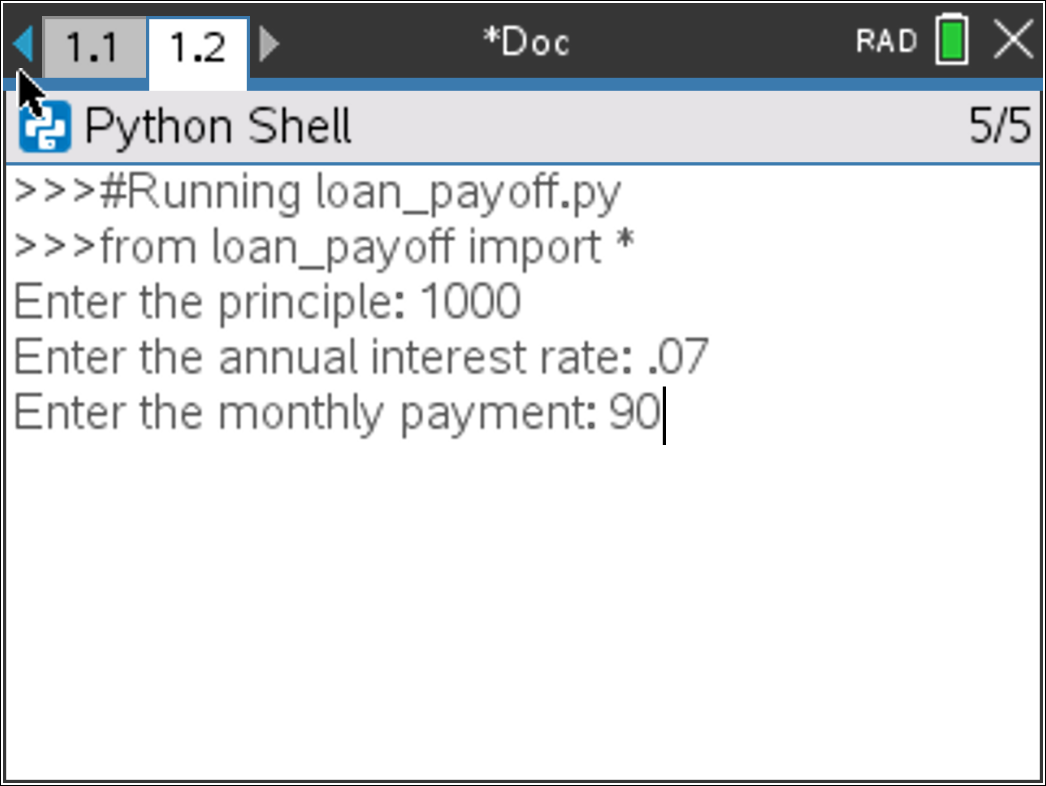 1.1 1.2 *Doc RAD
Python Shell 5/5
>>>#Running loan_payoff.py
>>>from loan_payoff import *
Enter the principle: 1000
Enter the annual interest rate: .07
Enter the monthly payment: 90